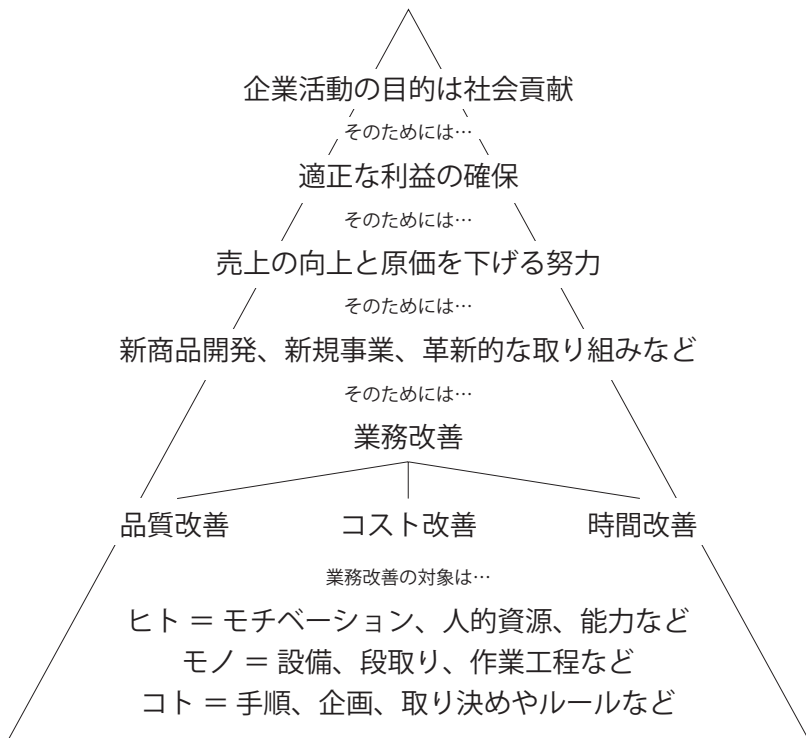 企業活動の目的は社会貢献
そのためには…
適正な利益の確保
そのためには…
売上の向上と原価を下げる努力
そのためには…
新商品開発、新規事業、革新的な取り組みなど
そのためには…
業務改善
品質改善 コスト改善 時間改善
業務改善の対象は…
ヒト ＝ モチベーション、人的資源、能力など
モノ ＝ 設備、段取り、作業工程など
コト ＝ 手順、企画、取り決めやルールなど